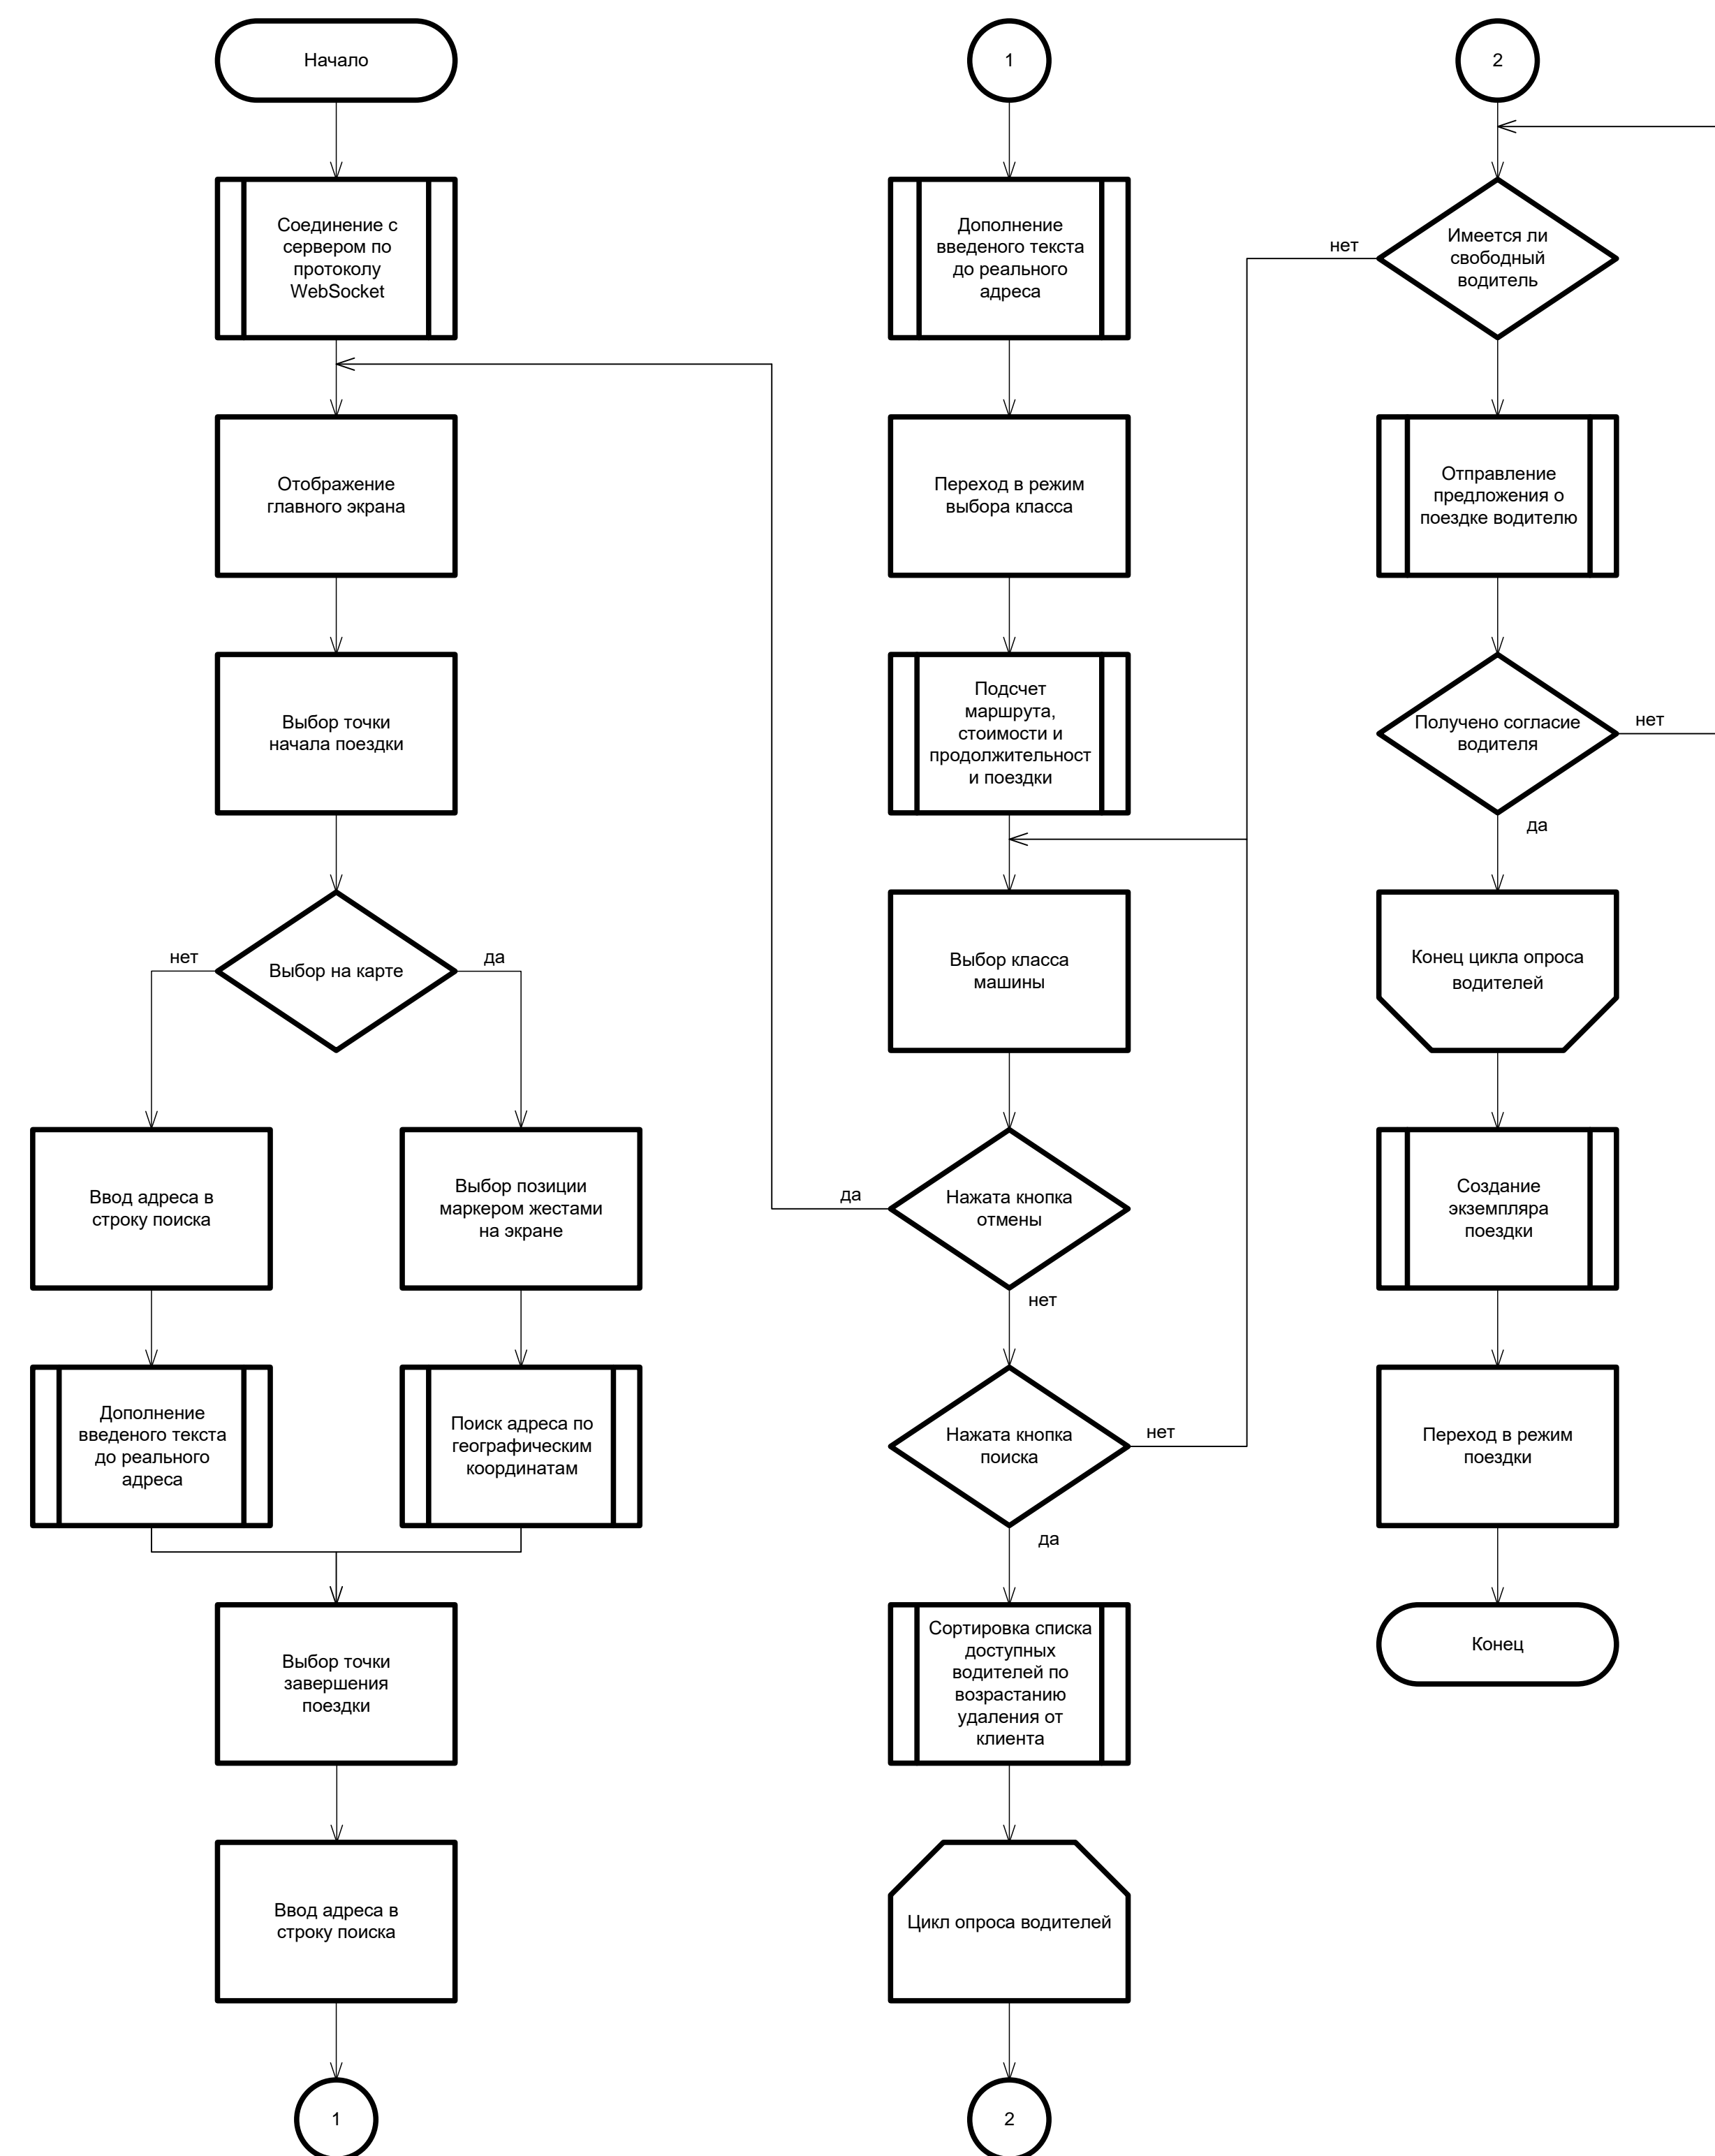 Начало
Соединение с
сервером по
протоколу
WebSocket
Отображение
главного экрана
Выбор точки
начала поездки
Выбор на карте
нет
да
Ввод адреса в
строку поиска
Выбор позиции
маркером жестами
на экране
Дополнение
введеного текста
до реального
адреса
Поиск адреса по
географическим
координатам
Выбор точки
завершения
поездки
Ввод адреса в
строку поиска
1
1
Дополнение
введеного текста
до реального
адреса
Переход в режим
выбора класса
Подсчет
маршрута,
стоимости и
продолжительност
и поездки
Выбор класса
машины
Нажата кнопка
отмены
да
нет
Нажата кнопка
поиска
нет
да
Сортировка списка
доступных
водителей по
возрастанию
удаления от
клиента
Цикл опроса водителей
2
2
Имеется ли
свободный
водитель
нет
Отправление
предложения о
поездке водителю
Получено согласие
водителя
нет
да
Конец цикла опроса
водителей
Создание
экземпляра
поездки
Переход в режим
поездки
Конец